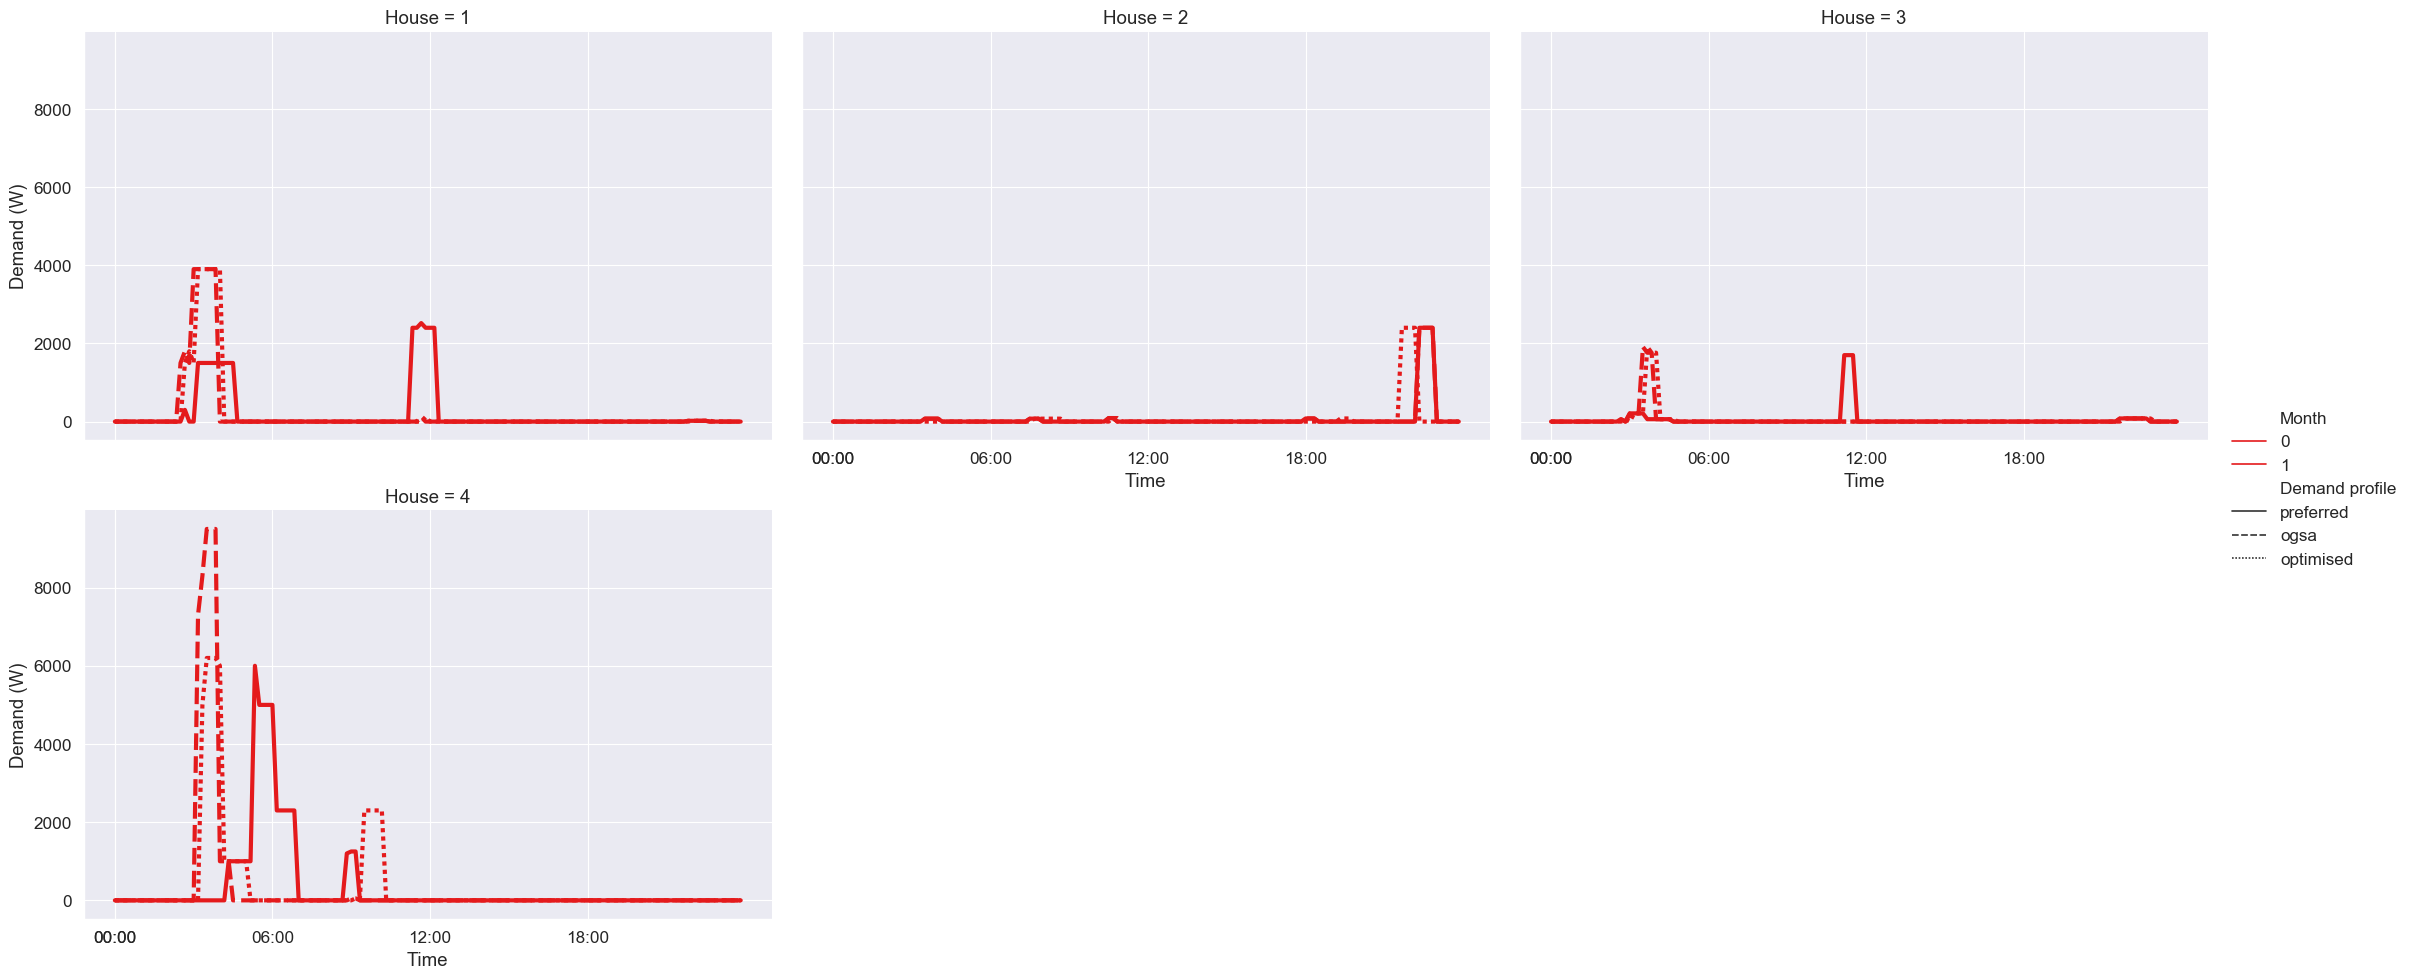 House = 1
House = 2
House = 3
8000
6000
4000
2000
0
Demand (W)
00:00
06:00
12:00
18:00
Time
00:00
06:00
12:00
18:00
Time
House = 4
8000
6000
4000
2000
0
Demand (W)
00:00
06:00
12:00
18:00
Time
Month
0
1
Demand profile
preferred
ogsa
optimised